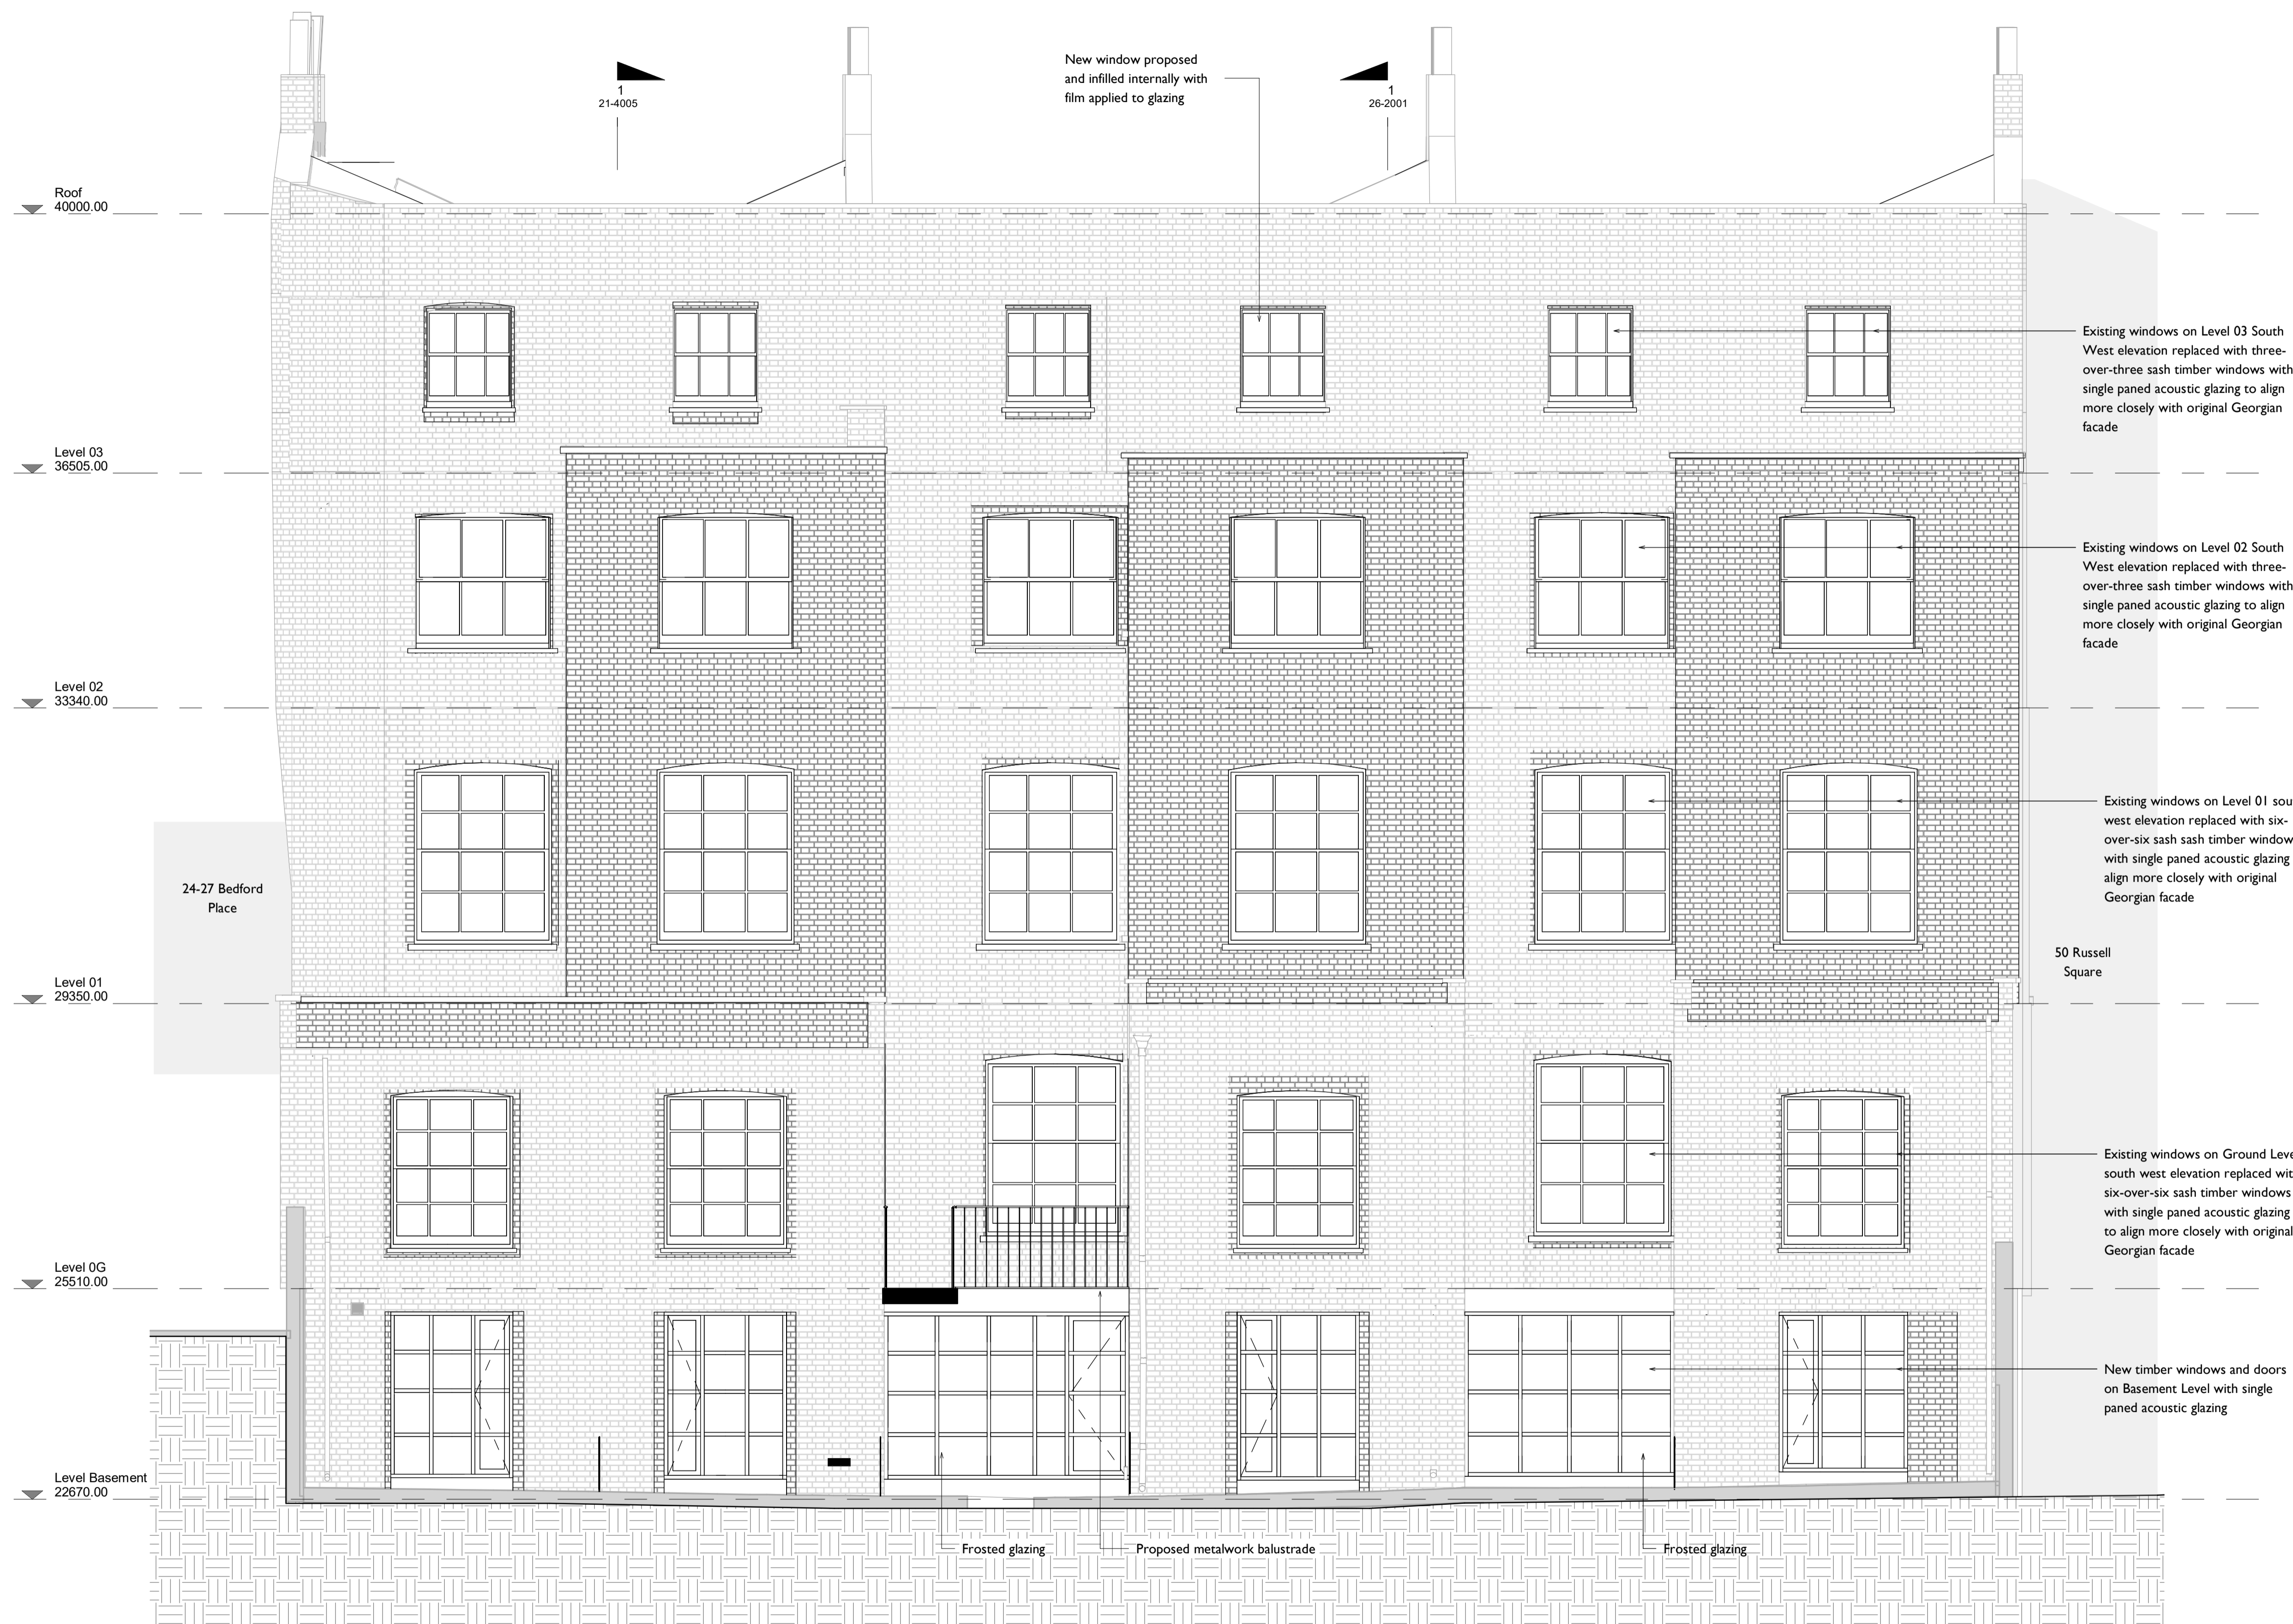 New window proposed
and infilled internally with
film applied to glazing
1
21-4005
1
26-2001
Roof
40000.00
Existing windows on Level 03 South
West elevation replaced with three-
over-three sash timber windows with
single paned acoustic glazing to align
more closely with original Georgian
facade
Level 03
36505.00
Existing windows on Level 02 South
West elevation replaced with three-
over-three sash timber windows with
single paned acoustic glazing to align
more closely with original Georgian
facade
Level 02
33340.00
Existing windows on Level 01 sou
west elevation replaced with six-
over-six sash sash timber window
with single paned acoustic glazing
align more closely with original
Georgian facade
24-27 Bedford
Place
50 Russell
Square
Level 01
29350.00
Existing windows on Ground Leve
south west elevation replaced wit
six-over-six sash timber windows
with single paned acoustic glazing
to align more closely with original
Georgian facade
Level 0G
25510.00
New timber windows and doors
on Basement Level with single
paned acoustic glazing
Level Basement
22670.00
Frosted glazing
Proposed metalwork balustrade
Frosted glazing